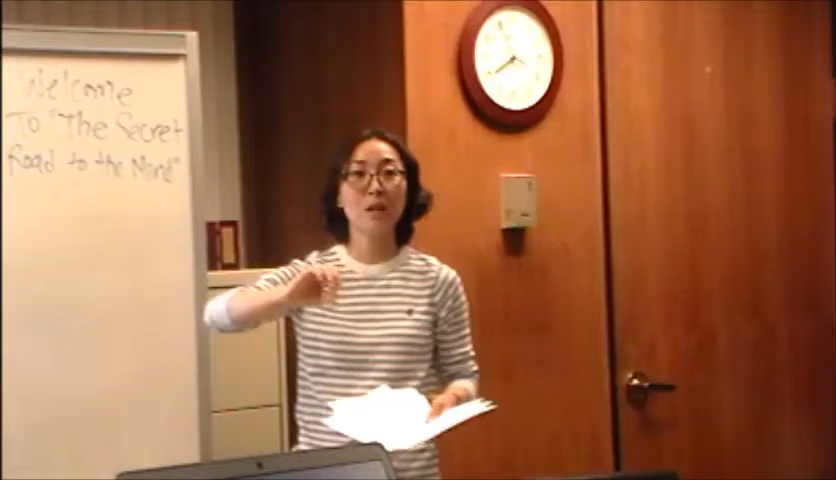 Welcome
To "The Secret
Road to the Mind"